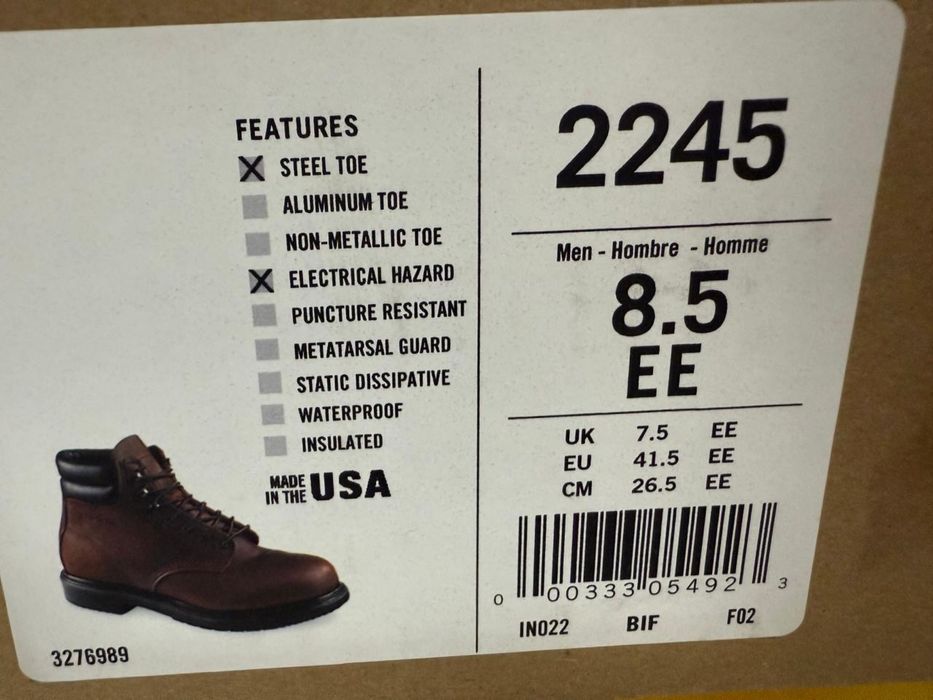 FEATURES
STEEL TOE
ALUMINUM TOE
NON-METALLIC TOE
ELECTRICAL HAZARD
PUNCTURE RESISTANT
METATARSAL GUARD
STATIC DISSIPATIVE
WATERPROOF
INSULATED
MADE IN THE USA
3276989
2245
Men - Hombre - Homme
8.5
EE
UK 7.5 EE
EU 41.5 EE
CM 26.5 EE
0 00333 05492 3
IN022 BIF F02